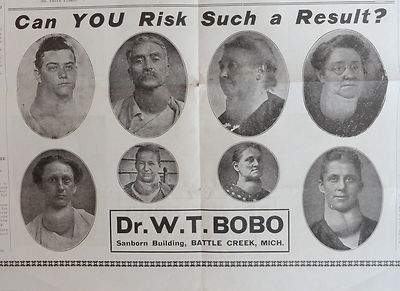 Can YOU Risk Such a Result?
Dr. W. T. BOBO
Sanborn Building, BATTLE CREEK, MICH.